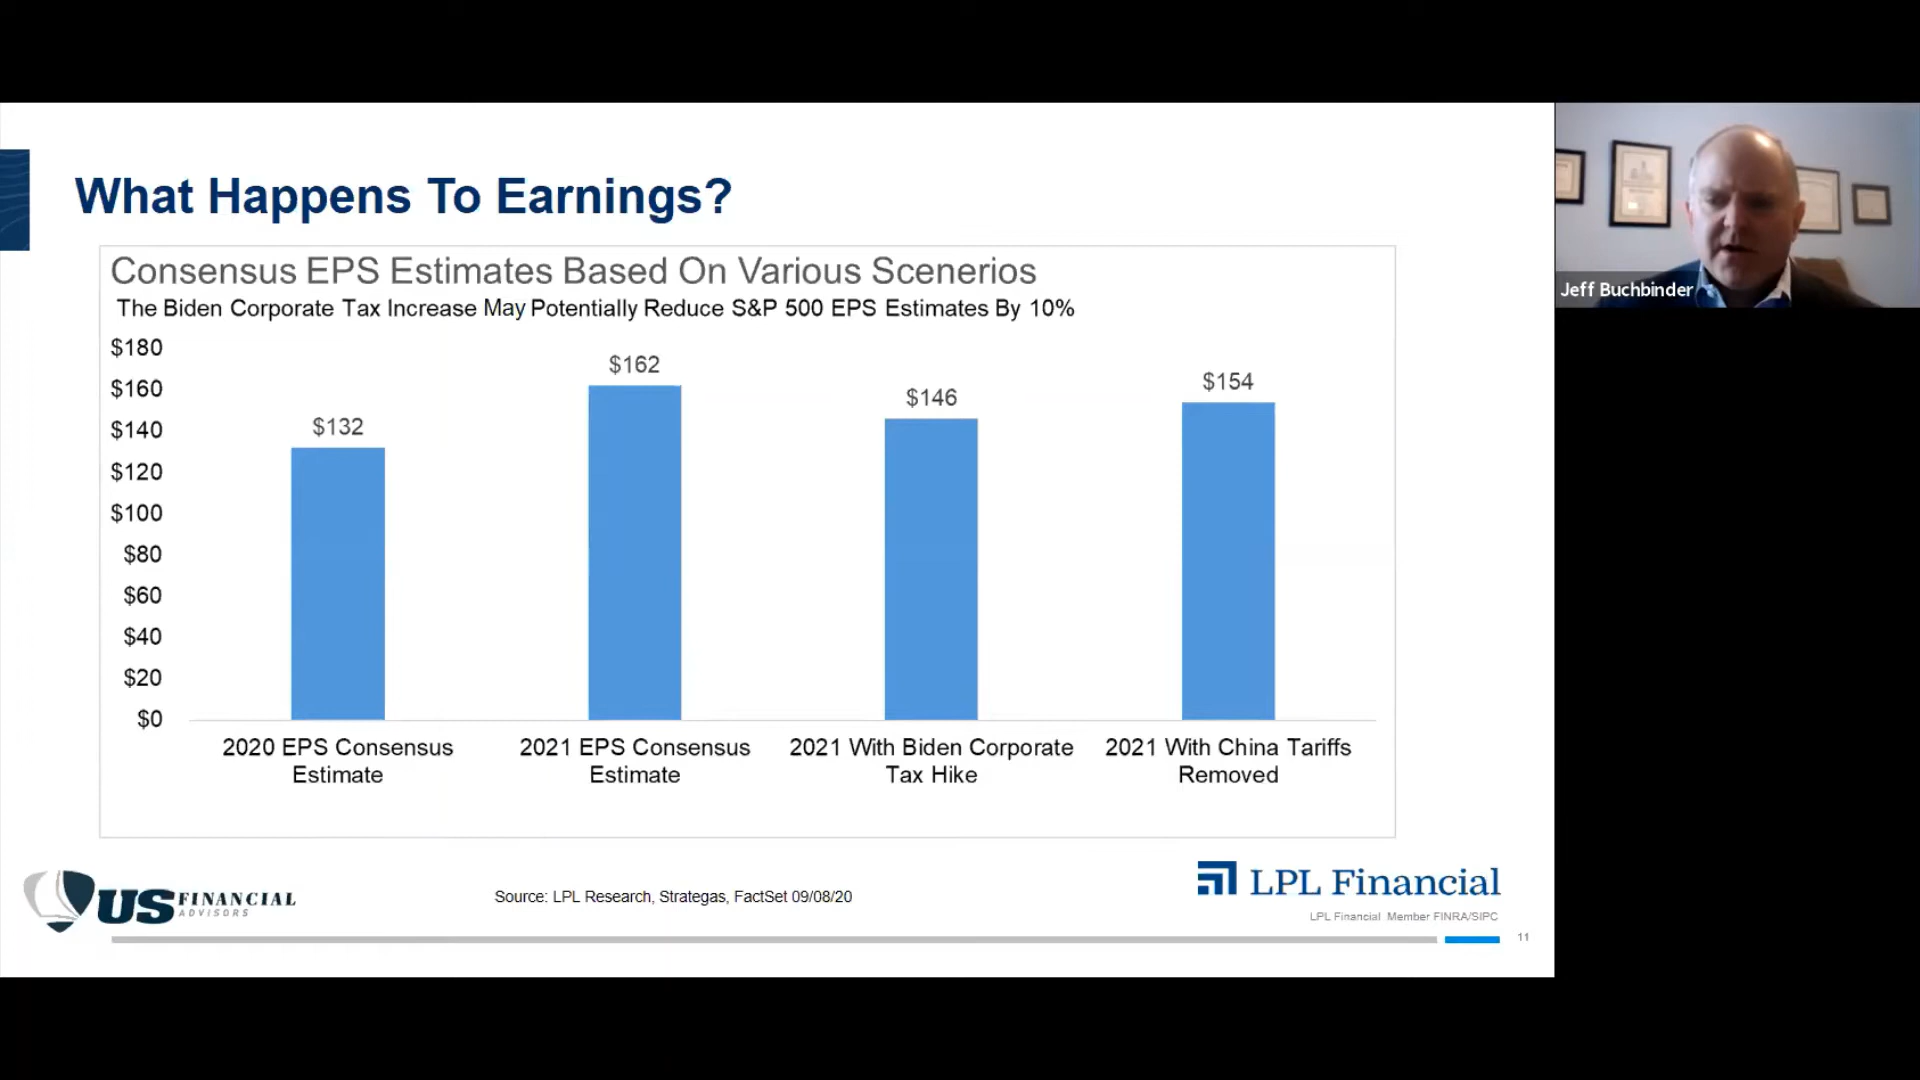 What Happens To Earnings?
Consensus EPS Estimates Based On Various Scenerios
The Biden Corporate Tax Increase May Potentially Reduce S&P 500 EPS Estimates By 10%
$180
$160
$140
$120
$100
$80
$60
$40
$20
$0
$132
$162
$146
$154
2020 EPS Consensus
Estimate
2021 EPS Consensus
Estimate
2021 With Biden Corporate
Tax Hike
2021 With China Tariffs
Removed
US FINANCIAL
ADVISORS
Source: LPL Research, Strategas, FactSet 09/08/20
LPL Financial
LPL Financial Member FINRA/SIPC
11
Jeff Buchbinder